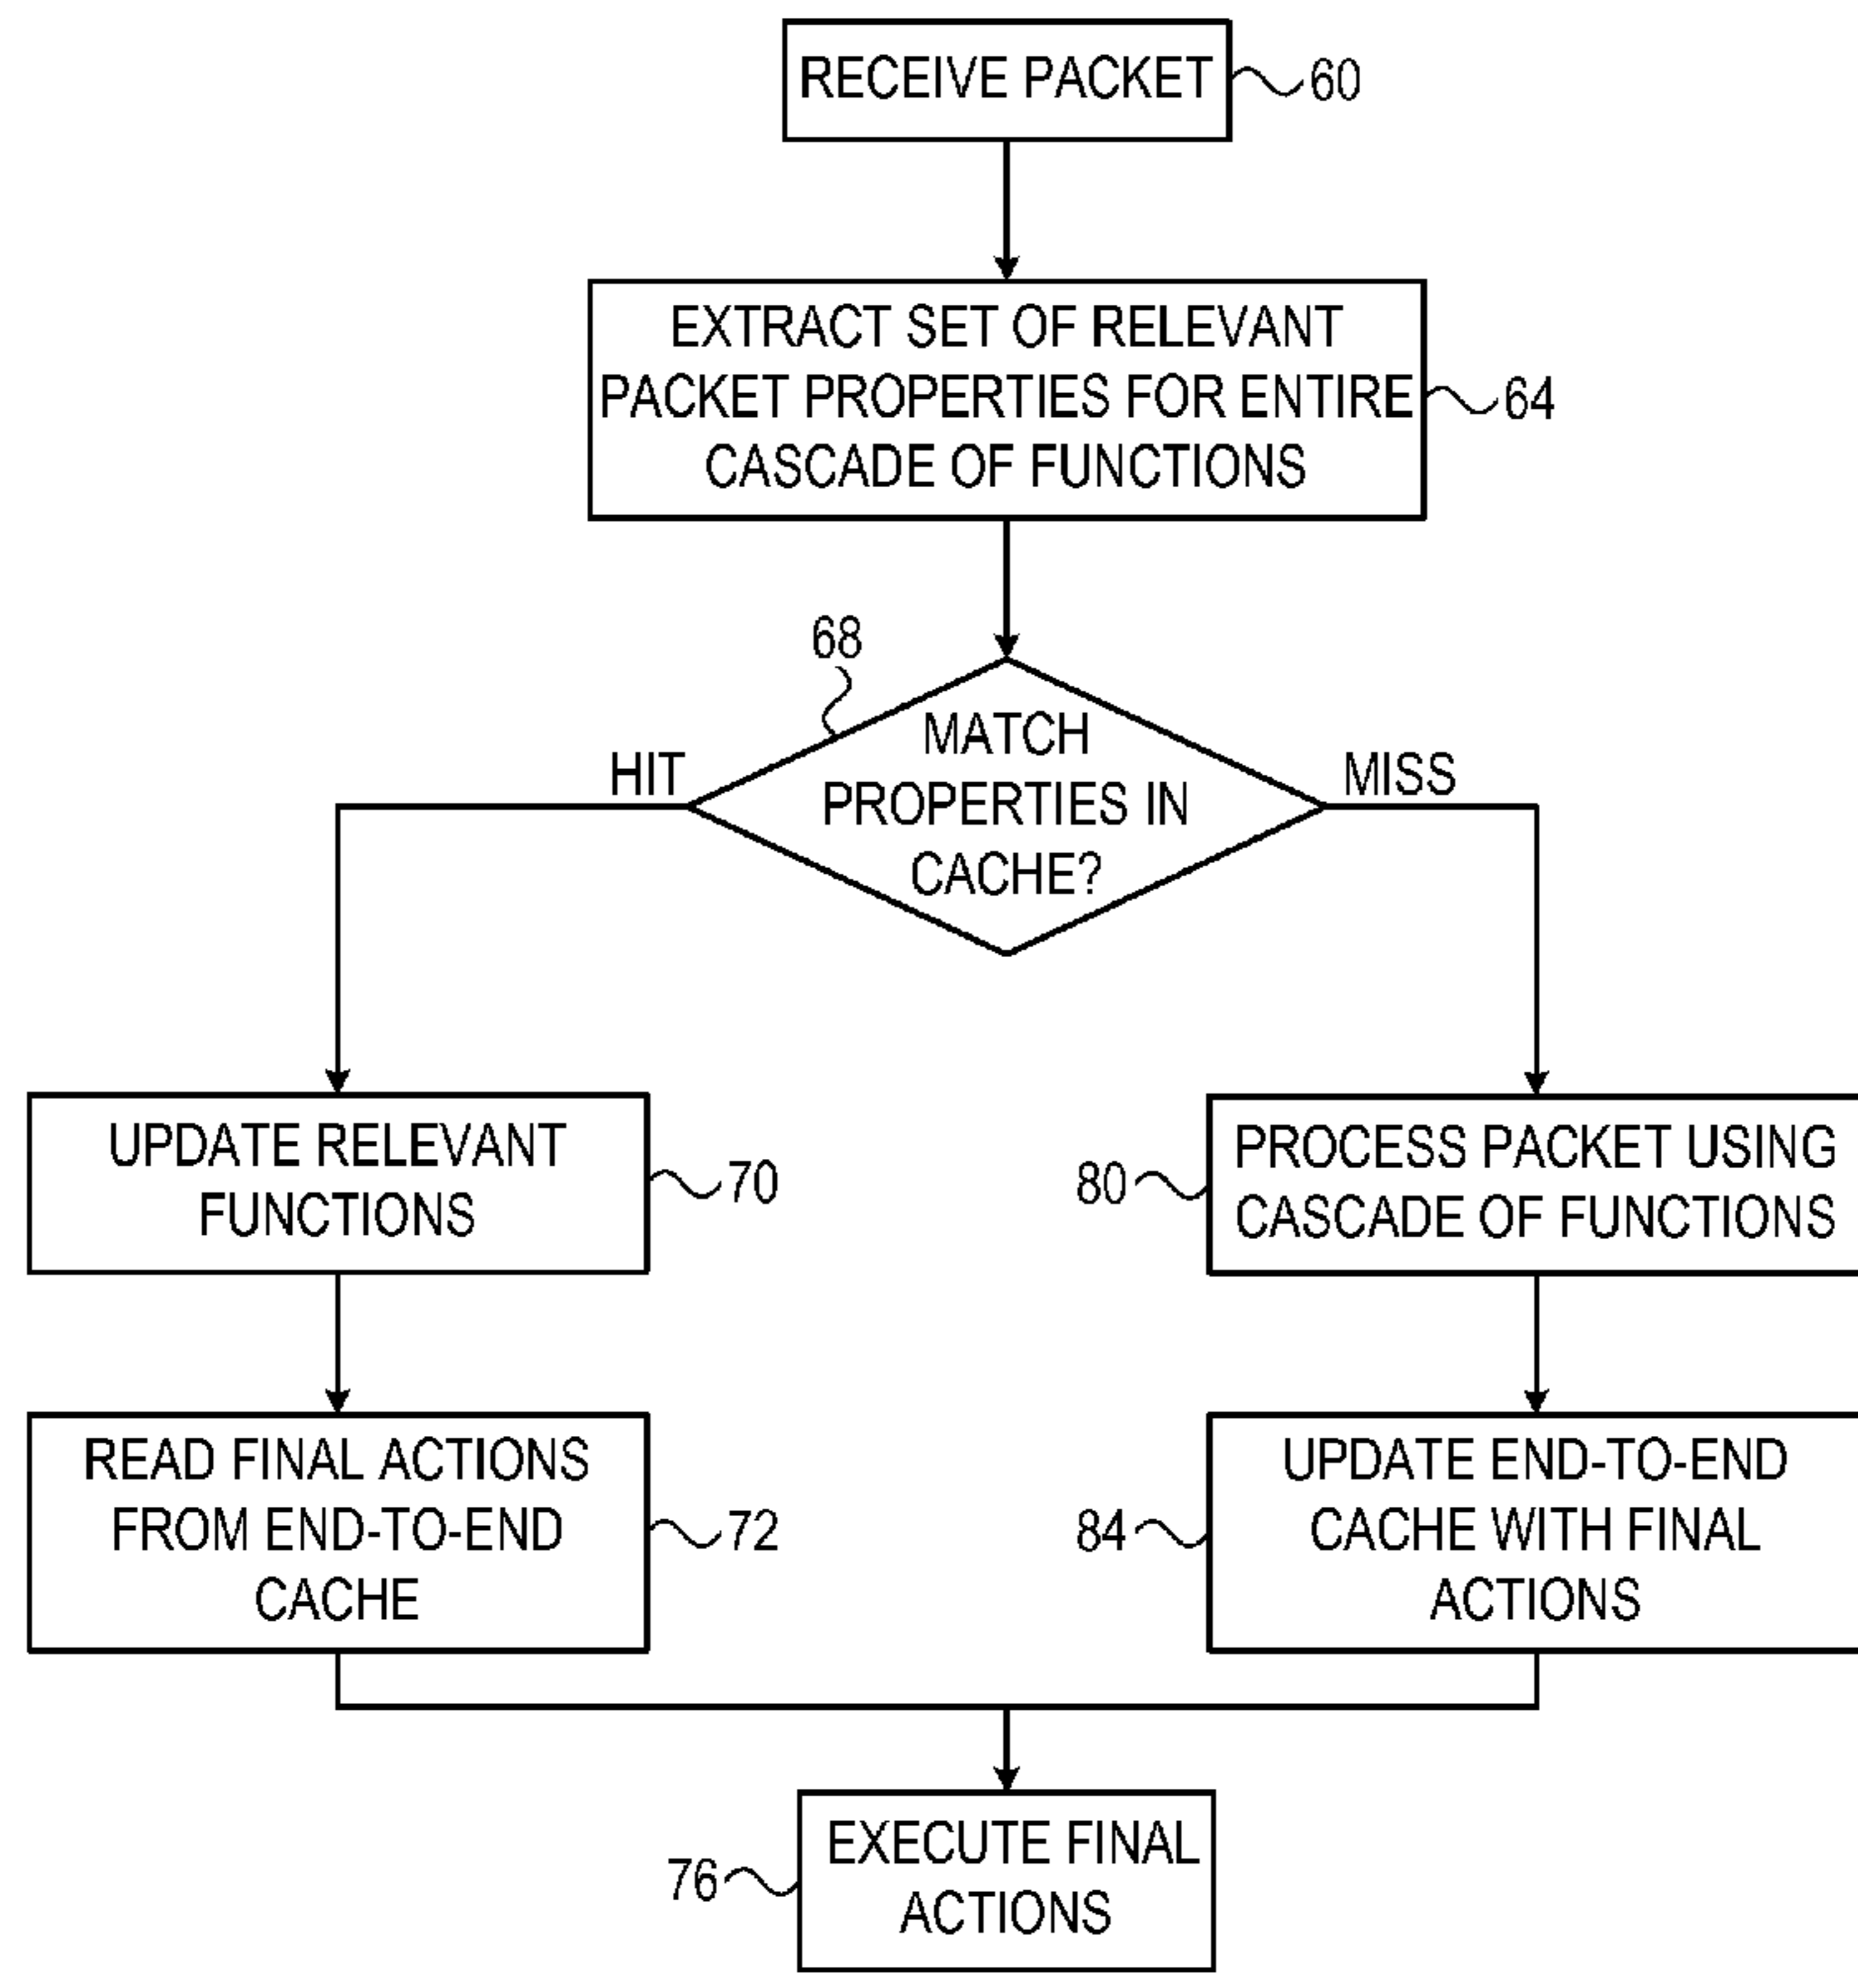 RECEIVE PACKET
60
EXTRACT SET OF RELEVANT
PACKET PROPERTIES FOR ENTIRE
CASCADE OF FUNCTIONS
64
68
MATCH
PROPERTIES IN
CACHE?
HIT
MISS
UPDATE RELEVANT
FUNCTIONS
70
80
PROCESS PACKET USING
CASCADE OF FUNCTIONS
READ FINAL ACTIONS
FROM END-TO-END
CACHE
72
84
UPDATE END-TO-END
CACHE WITH FINAL
ACTIONS
76
EXECUTE FINAL
ACTIONS